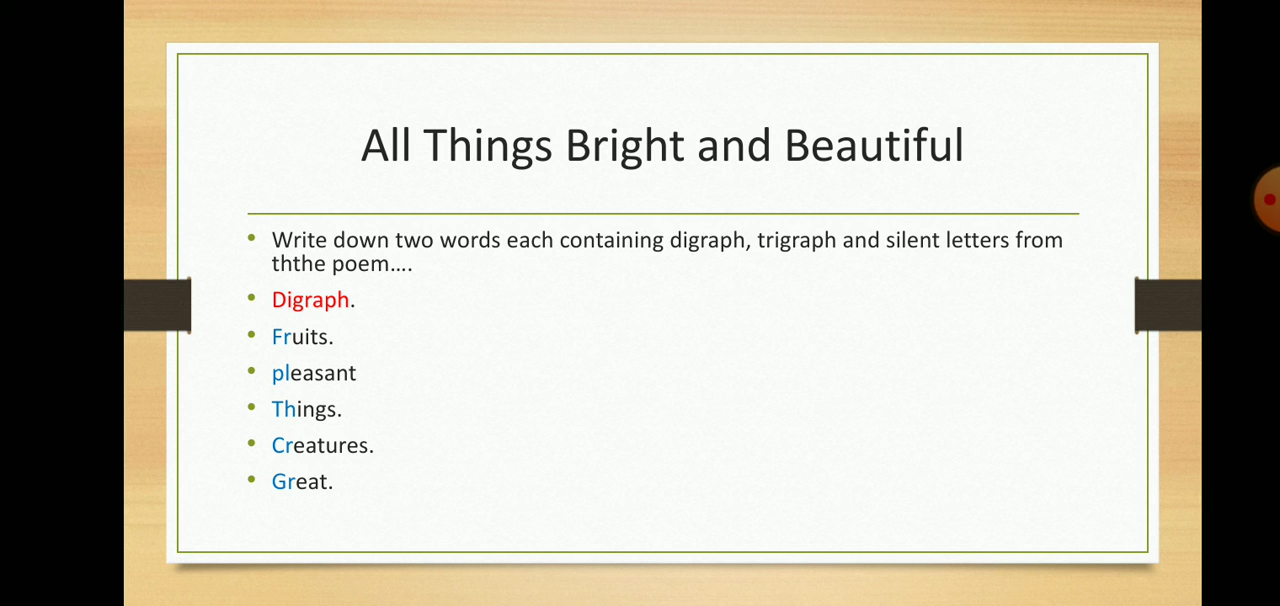 All Things Bright and Beautiful
• Write down two words each containing digraph, trigraph and silent letters from
ththe poem....
• Digraph.
• Fruits.
• pleasant
• Things.
• Creatures.
• Great.